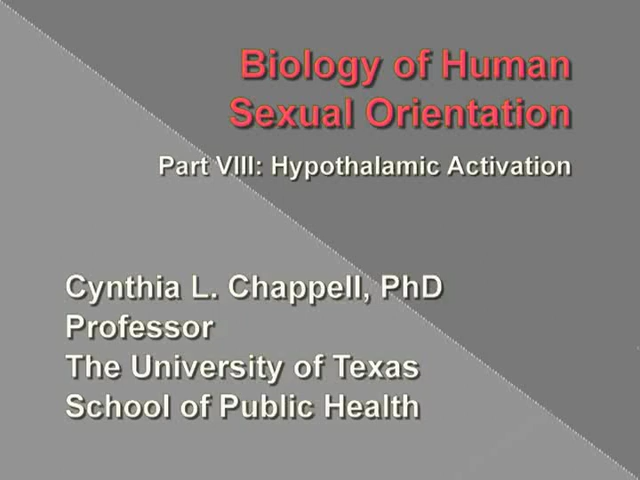 Biology of Human
Sexual Orientation
Part VIII: Hypothalamic Activation
Cynthia L. Chappell, PhD
Professor
The University of Texas
School of Public Health